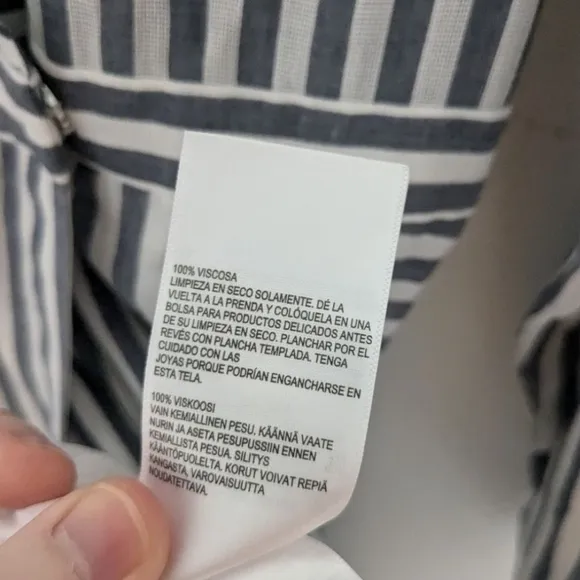 100% VISCOSA
LIMPIEZA EN SECO SOLAMENTE. DÉ LA
VUELTA A LA PRENDA Y COLÓQUELA EN UNA
BOLSA PARA PRODUCTOS DELICADOS ANTES
DE SU LIMPIEZA EN SECO. PLANCHAR POR EL
REVÉS CON PLANCHA TEMPLADA. TENGA
CUIDADO CON LAS
JOYAS PORQUE PODRÍAN ENGANCHARSE EN
ESTA TELA.
100% VISKOOSI
VAIN KEMIALLINEN PESU. KÄÄNNÄ VAATE
NURIN JA ASETA PESUPUSSIIN ENNEN
KEMIALLISTA PESUA. SILITYS
KÄÄNTÖPUOLELTA. KORUT VOIVAT REPIÄ
KANGASTA, VAROVAISUUTTA
NOUDATETTAVA.